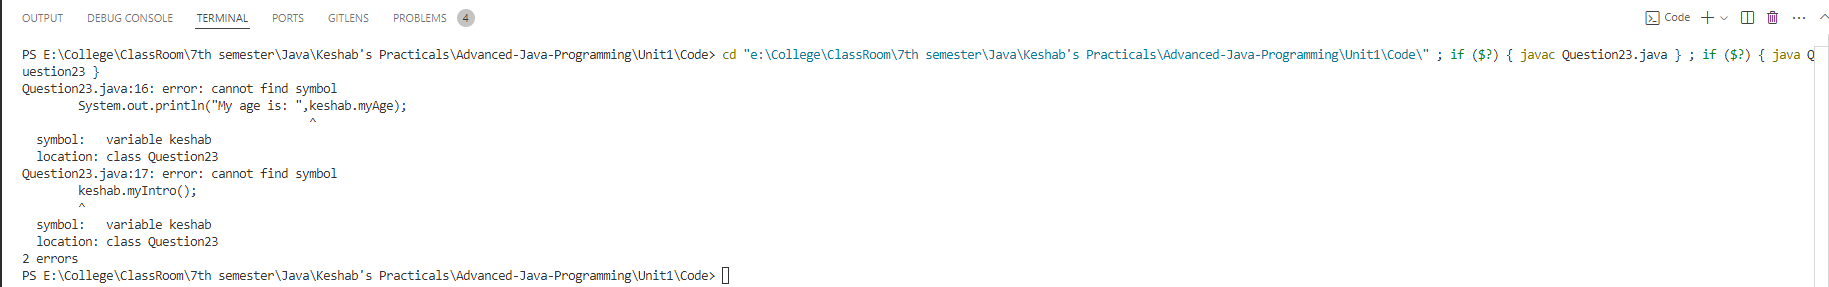 OUTPUT DEBUG CONSOLE TERMINAL PORTS GITLENS PROBLEMS 4 Code
PS E:\College\ClassRoom\7th semester\Java\Keshab's Practicals\Advanced-Java-Programming\Unit1\Code> cd "e:\College\ClassRoom\7th semester\Java\Keshab's Practicals\Advanced-Java-Programming\Unit1\Code\" ; if ($?) { javac Question23.java } ; if ($?) { java Q
uestion23 }
Question23.java:16: error: cannot find symbol
        System.out.println("My age is: ",keshab.myAge);
                                         ^
  symbol:   variable keshab
  location: class Question23
Question23.java:17: error: cannot find symbol
        keshab.myIntro();
        ^
  symbol:   variable keshab
  location: class Question23
2 errors
PS E:\College\ClassRoom\7th semester\Java\Keshab's Practicals\Advanced-Java-Programming\Unit1\Code>